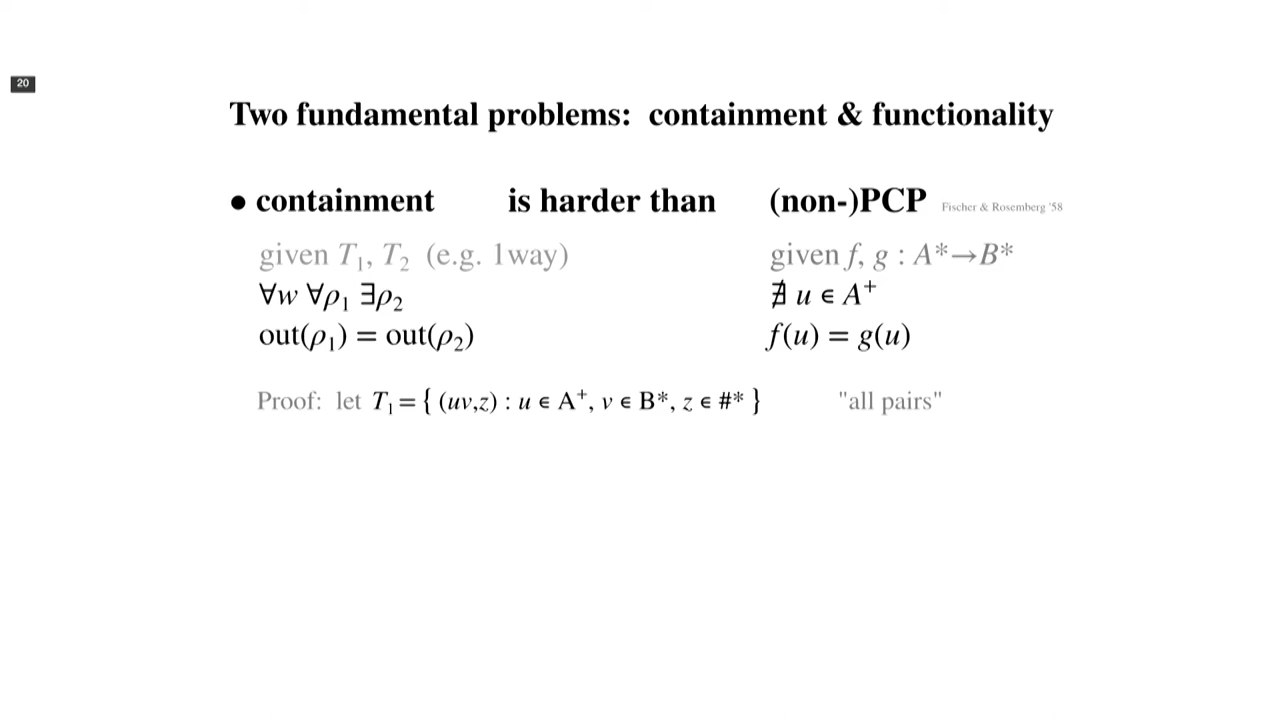 20
Two fundamental problems: containment & functionality
• containment is harder than (non-)PCP Fischer & Rosemberg '58
given T₁, T₂ (e.g. 1way) given f, g : A*→B*
∀w ∀ρ₁ ∃ρ₂ ∄ u ∈ A⁺
out(ρ₁) = out(ρ₂) f(u) = g(u)
Proof: let T₁ = { (uv,z) : u ∈ A⁺, v ∈ B*, z ∈ #* } "all pairs"